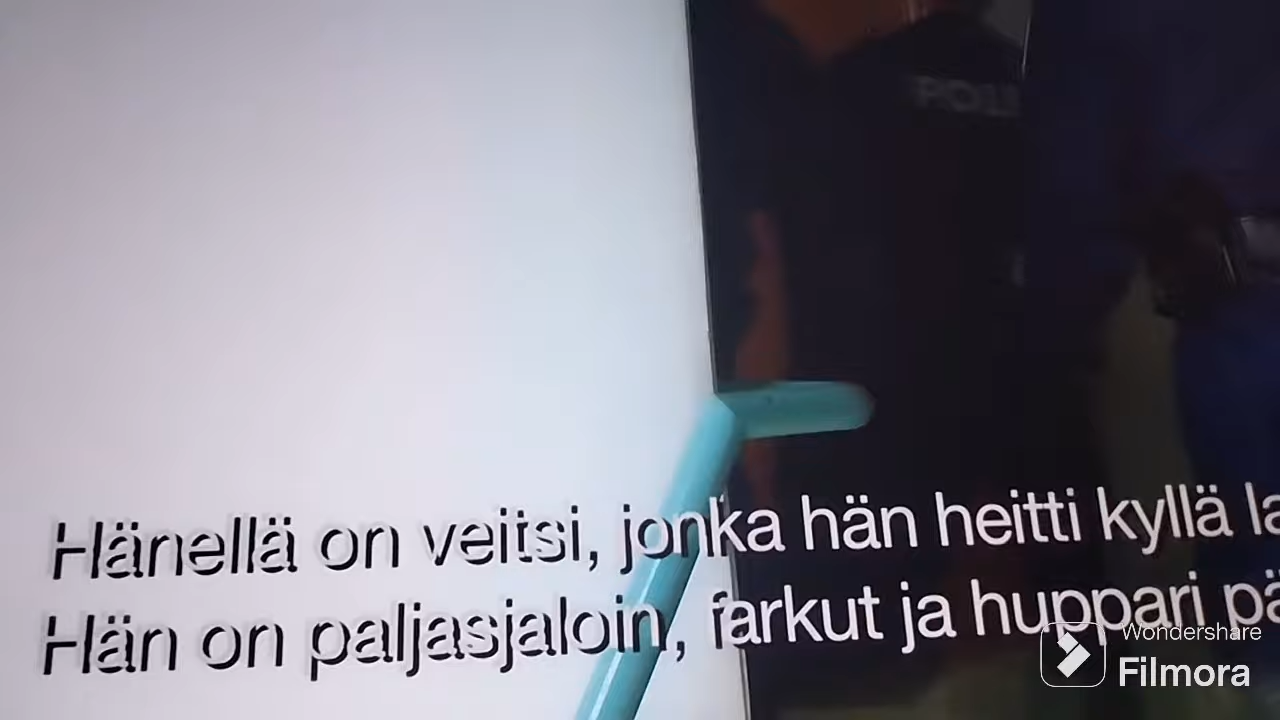 POLI
Hänellä on veitsi, jonka hän heitti kyllä la
Hän on paljasjaloin, farkut ja huppari pä
Wondershare
Filmora